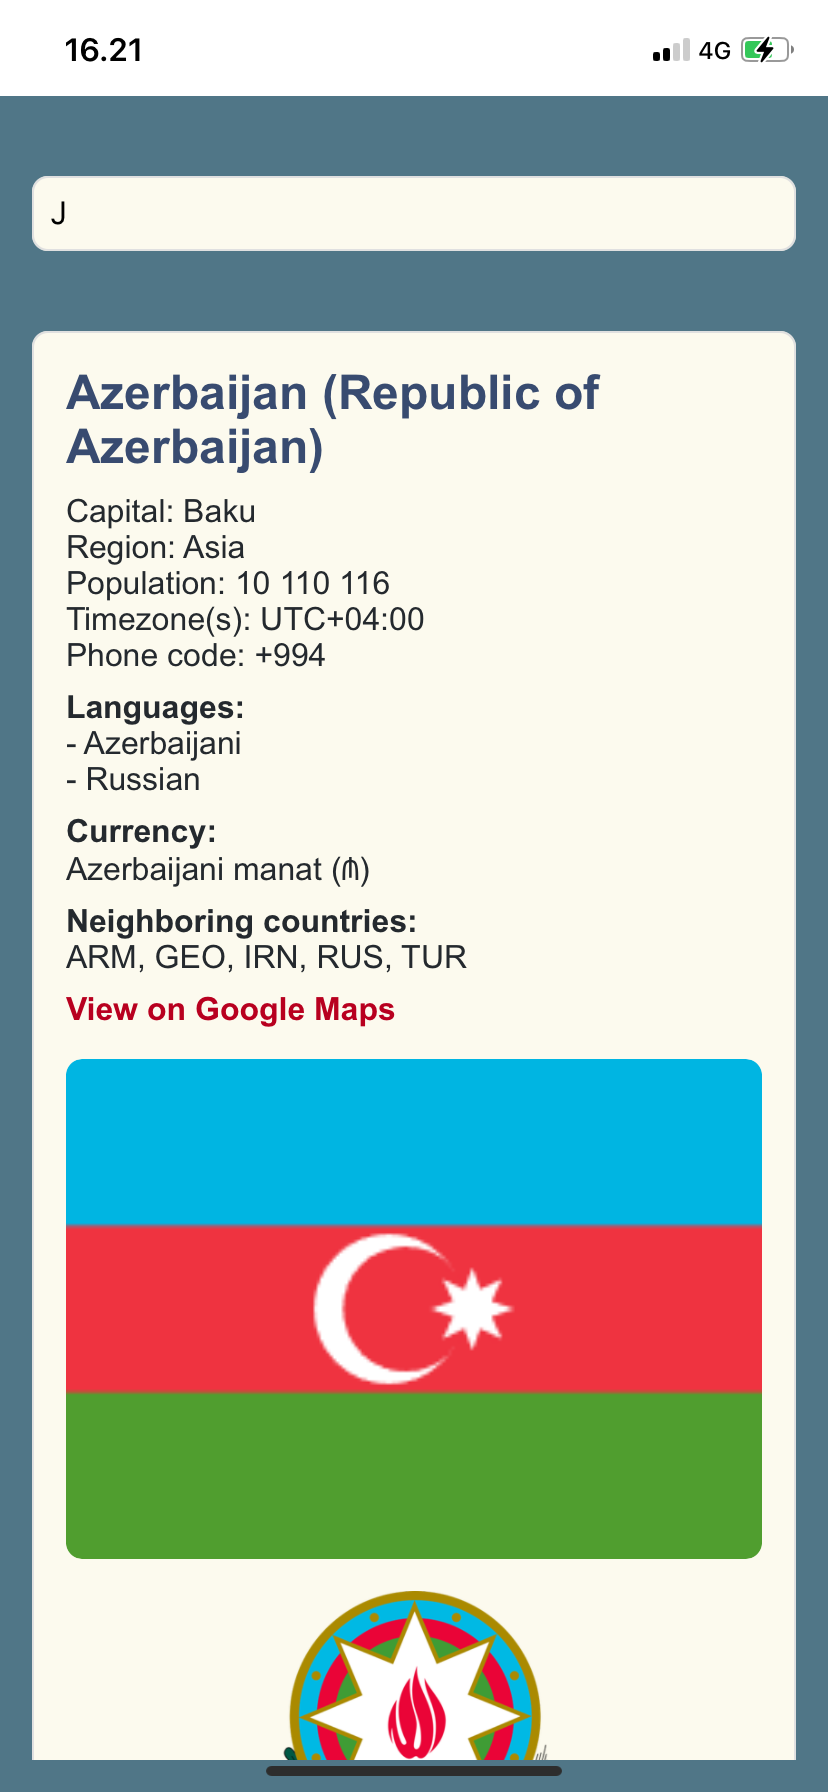 16.21
4G
J
Azerbaijan (Republic of
Azerbaijan)
Capital: Baku
Region: Asia
Population: 10 110 116
Timezone(s): UTC+04:00
Phone code: +994
Languages:
- Azerbaijani
- Russian
Currency:
Azerbaijani manat (₼)
Neighboring countries:
ARM, GEO, IRN, RUS, TUR
View on Google Maps